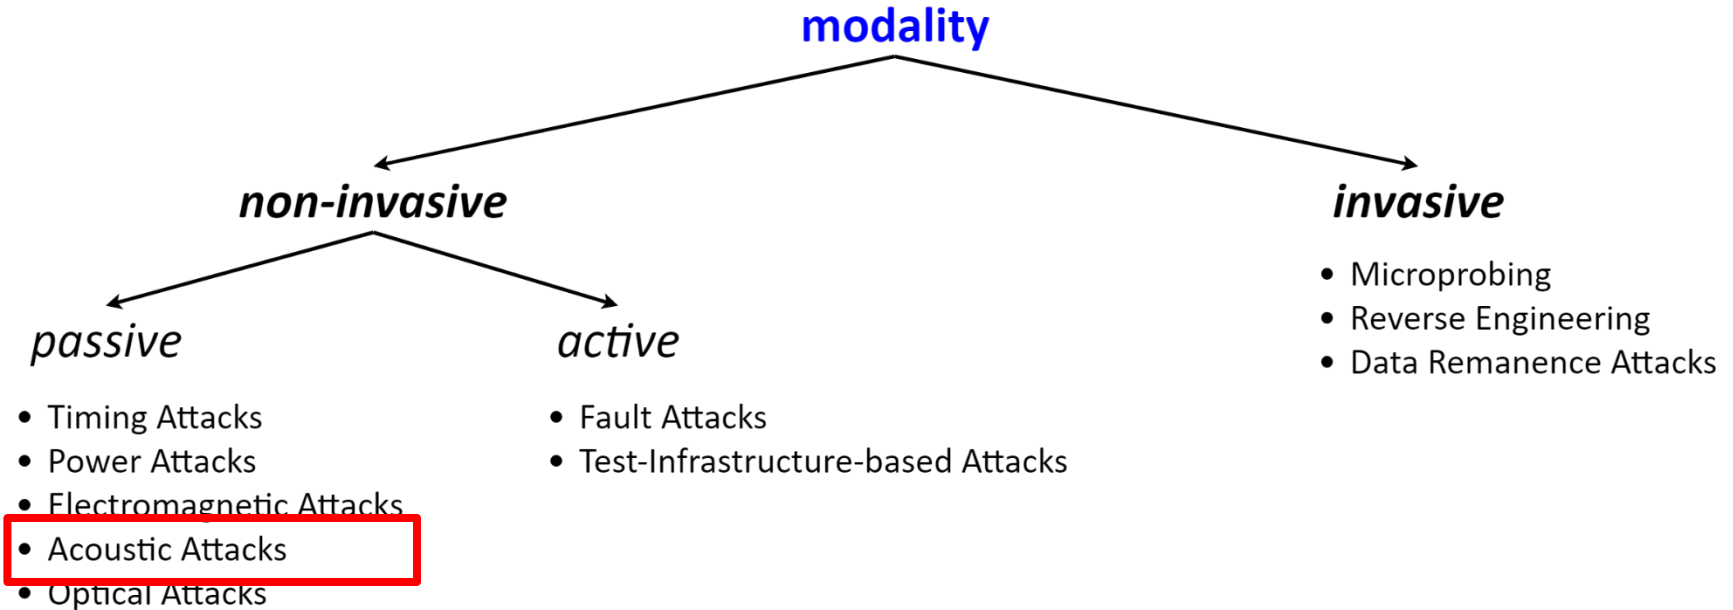 modality
non-invasive
invasive
passive
active
• Microprobing
• Reverse Engineering
• Data Remanence Attacks
• Timing Attacks
• Power Attacks
• Electromagnetic Attacks
• Acoustic Attacks
• Optical Attacks
• Fault Attacks
• Test-Infrastructure-based Attacks